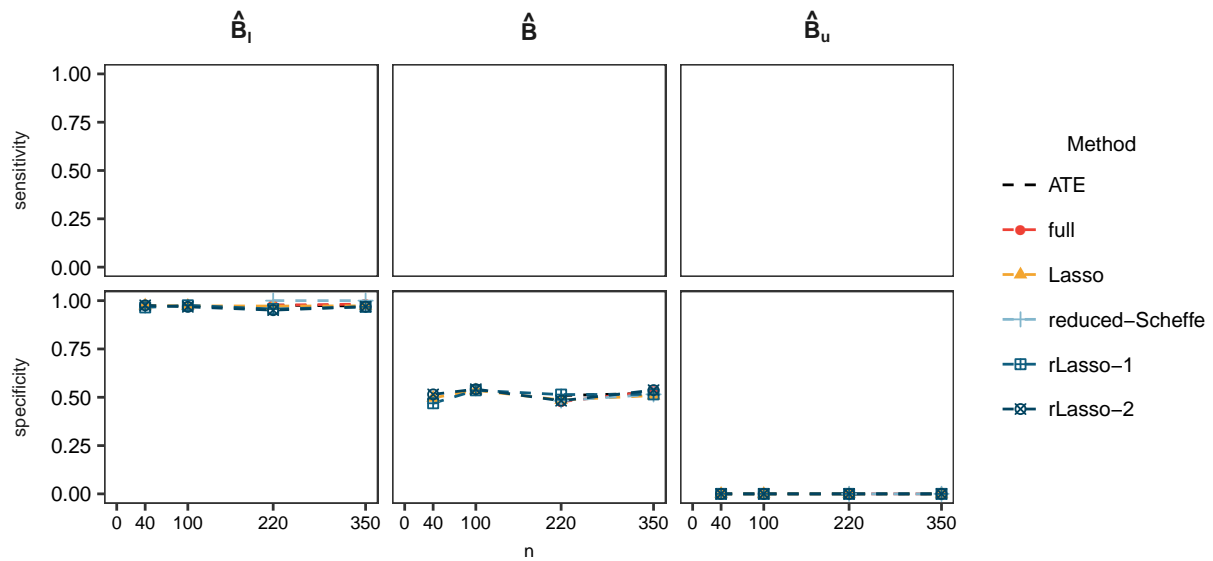 B̂l B̂ B̂u
sensitivity
1.00
0.75
0.50
0.25
0.00
specificity
1.00
0.75
0.50
0.25
0.00
0 40 100 220 350 0 40 100 220 350 0 40 100 220 350
n
Method
ATE
full
Lasso
reduced−Scheffe
rLasso−1
rLasso−2